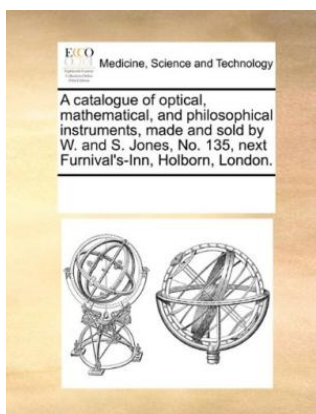 ECCO
Medicine, Science and Technology
A catalogue of optical,
mathematical, and philosophical
instruments, made and sold by
W. and S. Jones, No. 135, next
Furnival's-Inn, Holborn, London.